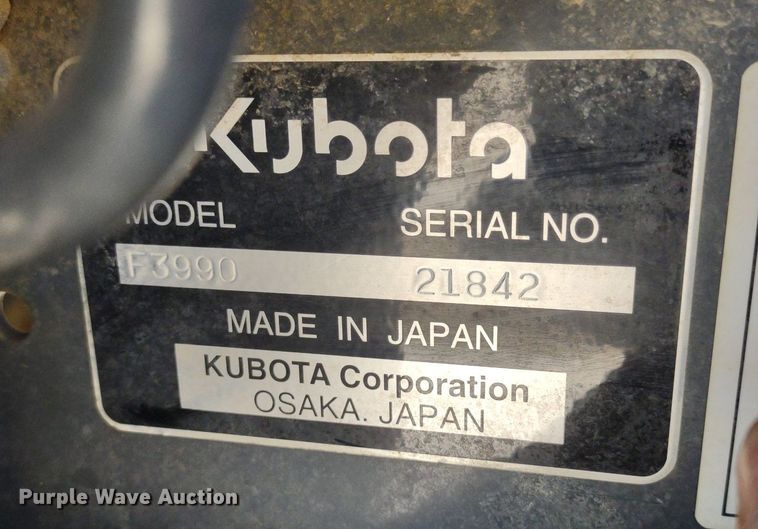 Kubota
MODEL SERIAL NO.
F3990 21842
MADE IN JAPAN
KUBOTA Corporation
OSAKA. JAPAN
Purple Wave Auction